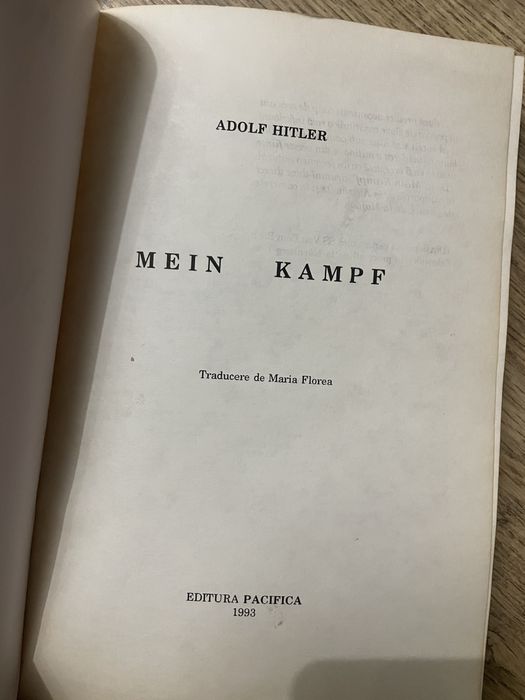 ADOLF HITLER
MEIN KAMPF
Traducere de Maria Florea
EDITURA PACIFICA
1993